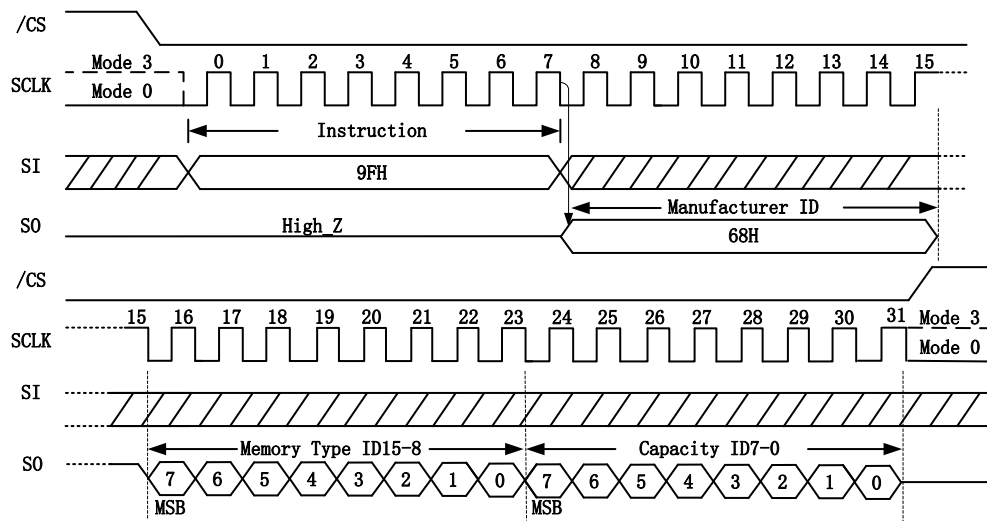 /CS
Mode 3 0 1 2 3 4 5 6 7 8 9 10 11 12 13 14 15
SCLK
Mode 0
Instruction
SI
9FH
Manufacturer ID
SO
High_Z
68H
/CS
15 16 17 18 19 20 21 22 23 24 25 26 27 28 29 30 31 Mode 3
SCLK
Mode 0
SI
Memory Type ID15-8 Capacity ID7-0
SO
7 6 5 4 3 2 1 0 7 6 5 4 3 2 1 0
MSB MSB